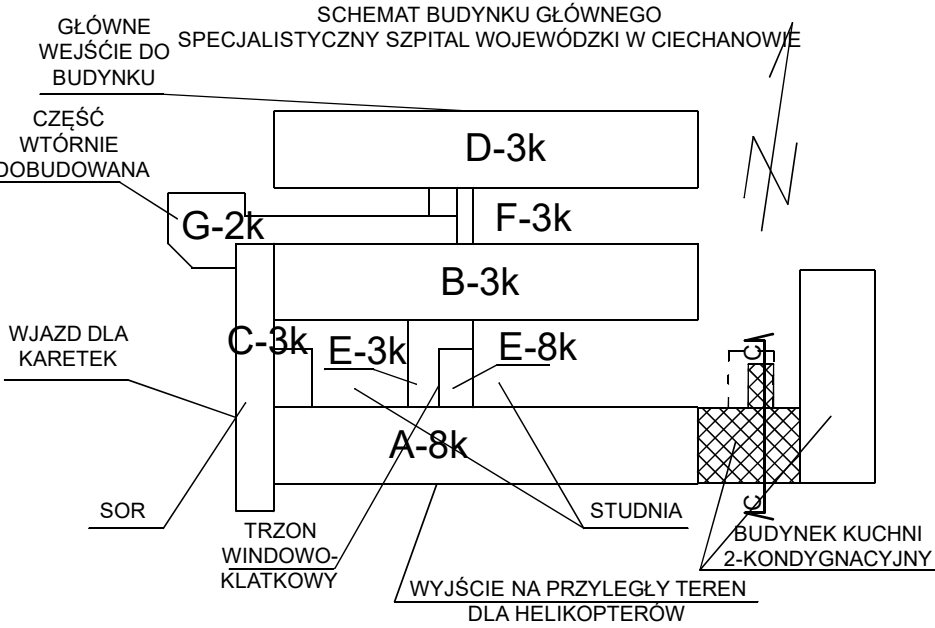 SCHEMAT BUDYNKU GŁÓWNEGO
SPECJALISTYCZNY SZPITAL WOJEWÓDZKI W CIECHANOWIE
GŁÓWNE
WEJŚĆIE DO
BUDYNKU
CZĘŚĆ
WTÓRNIE
DOBUDOWANA
D-3k
G-2k
F-3k
B-3k
WJAZD DLA
KARETEK
C-3k
E-3k
E-8k
C
A-8k
SOR
TRZON
WINDOWO-
KLATKOWY
STUDNIA
C
BUDYNEK KUCHNI
2-KONDYGNACYJNY
WYJŚCIE NA PRZYLEGŁY TEREN
DLA HELIKOPTERÓW